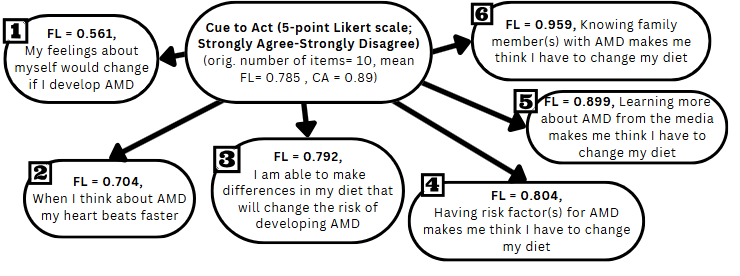 Cue to Act (5-point Likert scale;
Strongly Agree-Strongly Disagree)
(orig. number of items= 10, mean
FL= 0.785 , CA = 0.89)
1
FL = 0.561,
My feelings about
myself would change
if I develop AMD
2
FL = 0.704,
When I think about AMD
my heart beats faster
3
FL = 0.792,
I am able to make
differences in my diet that
will change the risk of
developing AMD
4
FL = 0.804,
Having risk factor(s) for AMD
makes me think I have to change
my diet
5
FL = 0.899, Learning more
about AMD from the media
makes me think I have to
change my diet
6
FL = 0.959, Knowing family
member(s) with AMD makes me
think I have to change my diet